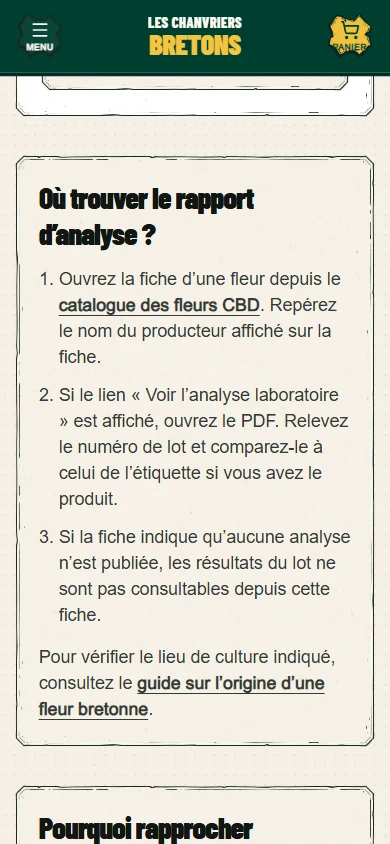 MENU
LES CHANVRIERS
BRETONS
PANIER
Où trouver le rapport
d’analyse ?
1. Ouvrez la fiche d’une fleur depuis le
catalogue des fleurs CBD. Repérez
le nom du producteur affiché sur la
fiche.
2. Si le lien « Voir l’analyse laboratoire
» est affiché, ouvrez le PDF. Relevez
le numéro de lot et comparez-le à
celui de l’étiquette si vous avez le
produit.
3. Si la fiche indique qu’aucune analyse
n’est publiée, les résultats du lot ne
sont pas consultables depuis cette
fiche.
Pour vérifier le lieu de culture indiqué,
consultez le guide sur l’origine d’une
fleur bretonne.
Pourquoi rapprocher